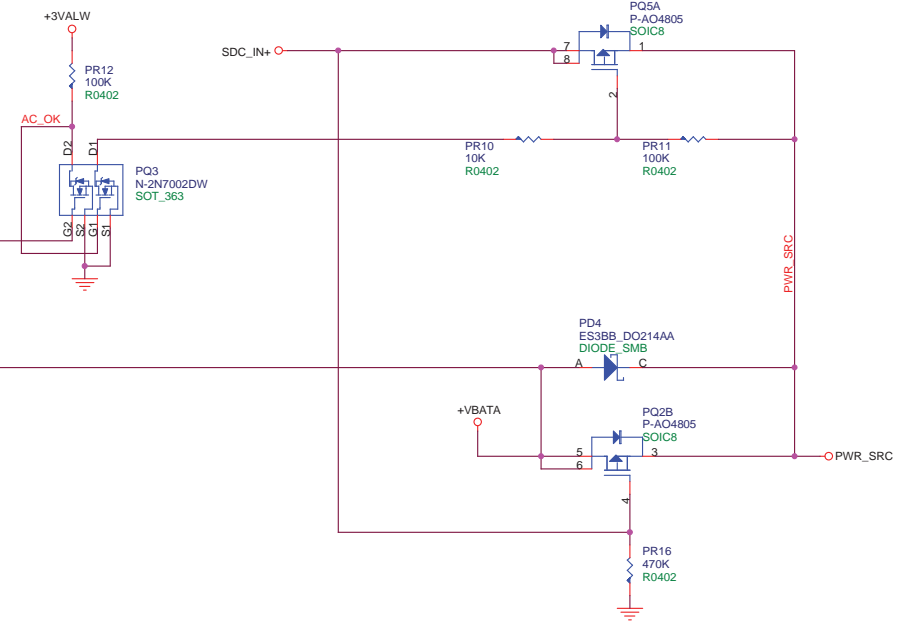 +3VALW
PR12
100K
R0402
AC_OK
D2
D1
PQ3
N-2N7002DW
SOT_363
G2
S2
G1
S1
SDC_IN+
PQ5A
P-AO4805
SOIC8
7
8
1
2
PR10
10K
R0402
PR11
100K
R0402
PWR_SRC
PD4
ES3BB_DO214AA
DIODE_SMB
A
C
+VBATA
PQ2B
P-AO4805
SOIC8
5
6
3
4
PWR_SRC
PR16
470K
R0402